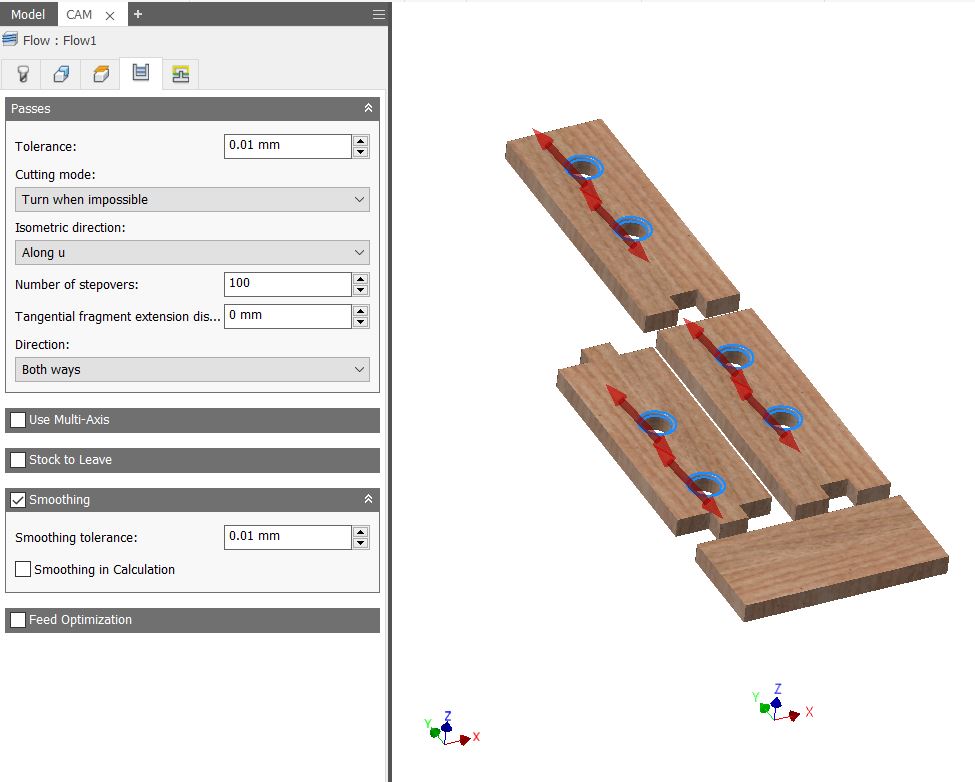 Model CAM +
Flow : Flow1
Passes
Tolerance: 0.01 mm
Cutting mode:
Turn when impossible
Isometric direction:
Along u
Number of stepovers: 100
Tangential fragment extension dis... 0 mm
Direction:
Both ways
Use Multi-Axis
Stock to Leave
Smoothing
Smoothing tolerance: 0.01 mm
Smoothing in Calculation
Feed Optimization
Y Z X
Y Z X